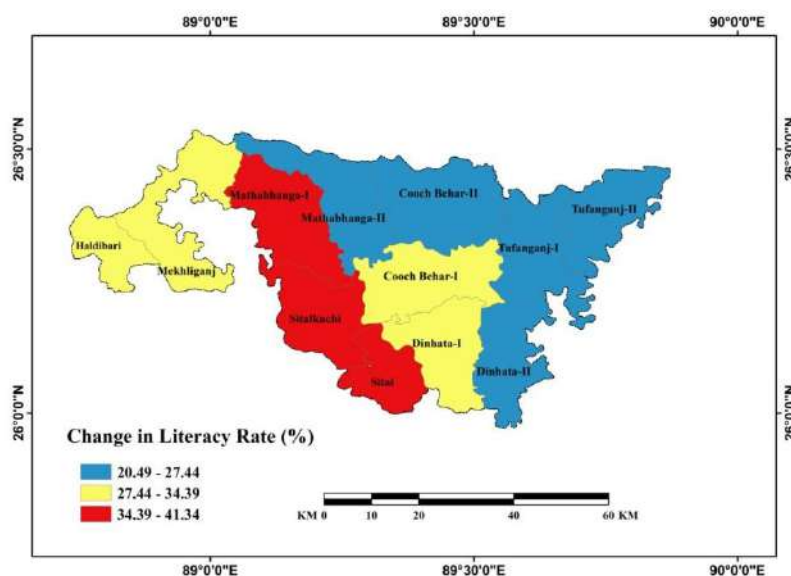 89°0'0"E 89°30'0"E 90°0'0"E
26°30'0"N 26°30'0"N
Mathabhanga-I
Cooch Behar-II
Mathabhanga-II
Tufanganj-II
Haldibari
Tufanganj-I
Mekhliganj
Cooch Behar-I
Sitalkuchi
Dinhata-I
Dinhata-II
Sitai
26°0'0"N 26°0'0"N
Change in Literacy Rate (%)
20.49 - 27.44
27.44 - 34.39
34.39 - 41.34
KM 0 10 20 40 60 KM
89°0'0"E 89°30'0"E 90°0'0"E